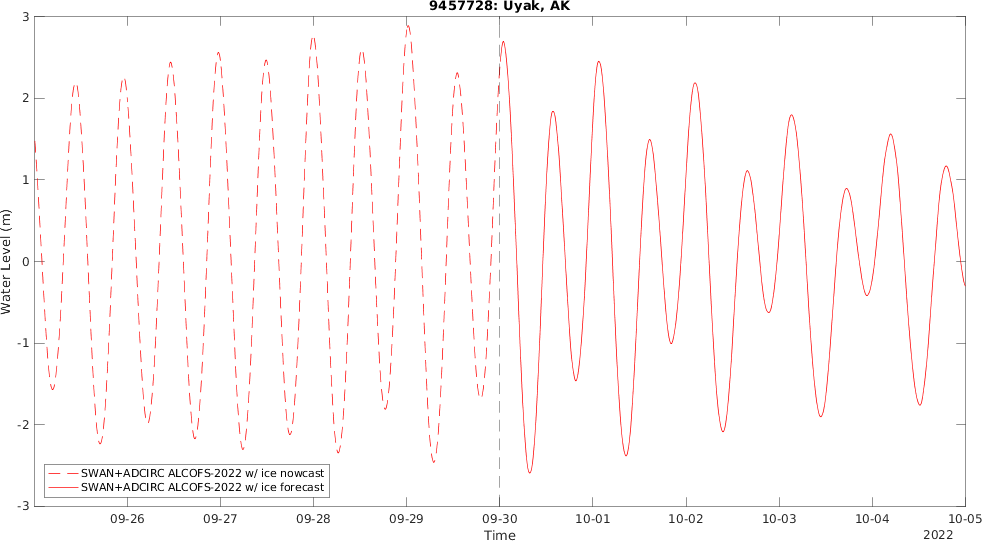 9457728: Uyak, AK
3
2
1
0
-1
-2
-3
Water Level (m)
SWAN+ADCIRC ALCOFS-2022 w/ ice nowcast
SWAN+ADCIRC ALCOFS-2022 w/ ice forecast
09-26 09-27 09-28 09-29 09-30 10-01 10-02 10-03 10-04 10-05
Time
2022